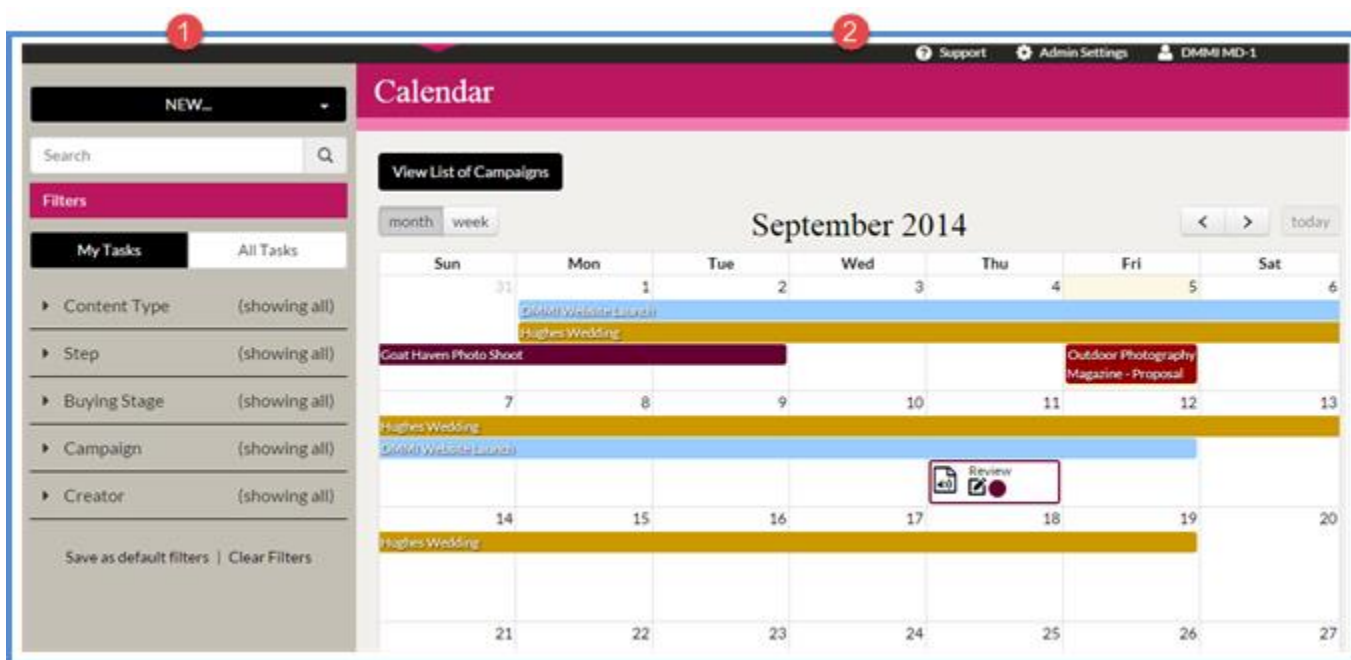 1
2
Support Admin Settings DMMI MD-1
NEW...
Search
Filters
My Tasks All Tasks
Content Type (showing all)
Step (showing all)
Buying Stage (showing all)
Campaign (showing all)
Creator (showing all)
Save as default filters | Clear Filters
Calendar
View List of Campaigns
month week
September 2014
< > today
Sun Mon Tue Wed Thu Fri Sat
31 1 2 3 4 5 6
DMMI Website Launch
Hughes Wedding
Goat Haven Photo Shoot
Outdoor Photography
Magazine - Proposal
7 8 9 10 11 12 13
Hughes Wedding
DMMI Website Launch
Review
14 15 16 17 18 19 20
Hughes Wedding
21 22 23 24 25 26 27